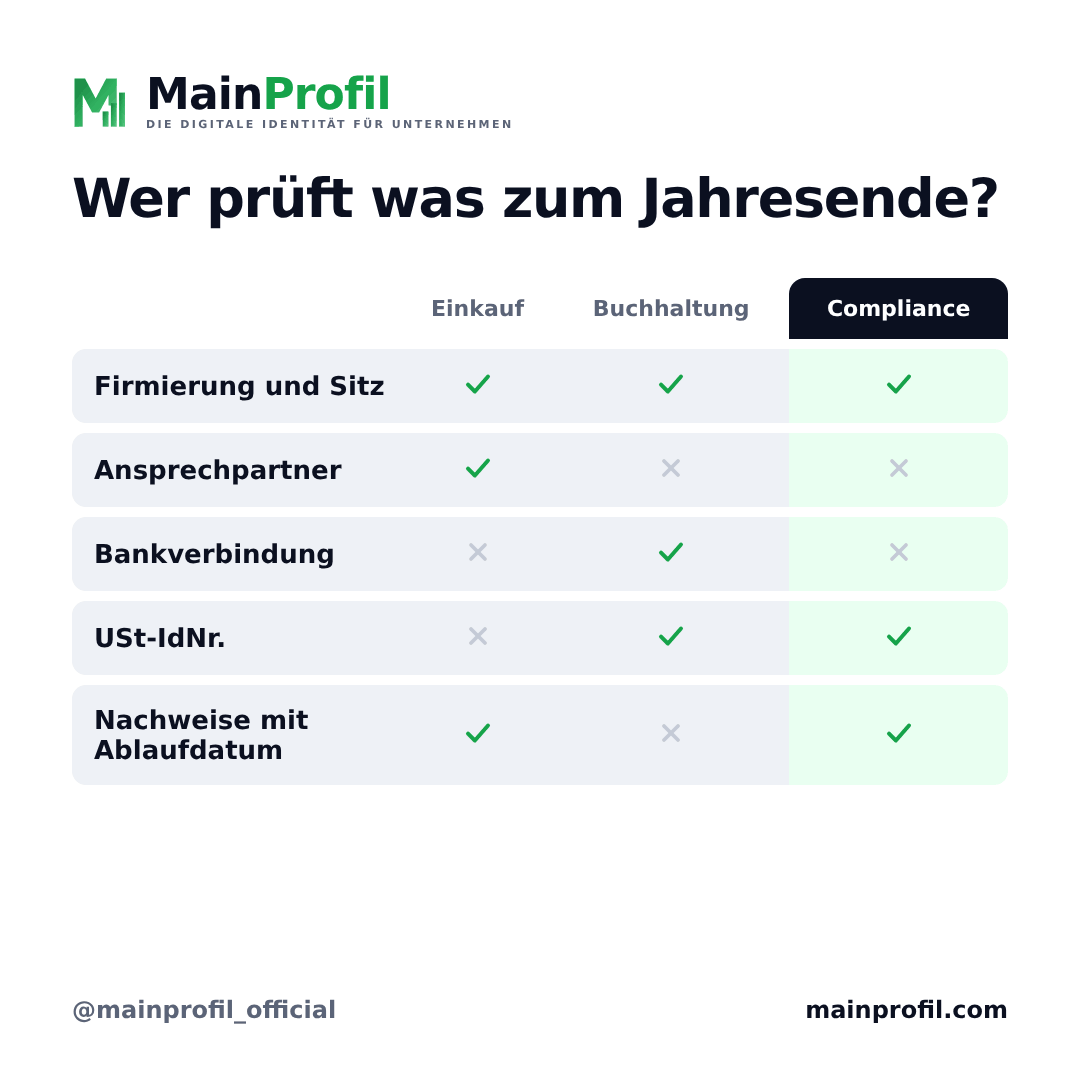 MainProfil
DIE DIGITALE IDENTITÄT FÜR UNTERNEHMEN
Wer prüft was zum Jahresende?
Einkauf Buchhaltung Compliance
Firmierung und Sitz ✓ ✓ ✓
Ansprechpartner ✓ ✕ ✕
Bankverbindung ✕ ✓ ✕
USt-IdNr. ✕ ✓ ✓
Nachweise mit
Ablaufdatum ✓ ✕ ✓
@mainprofil_official mainprofil.com